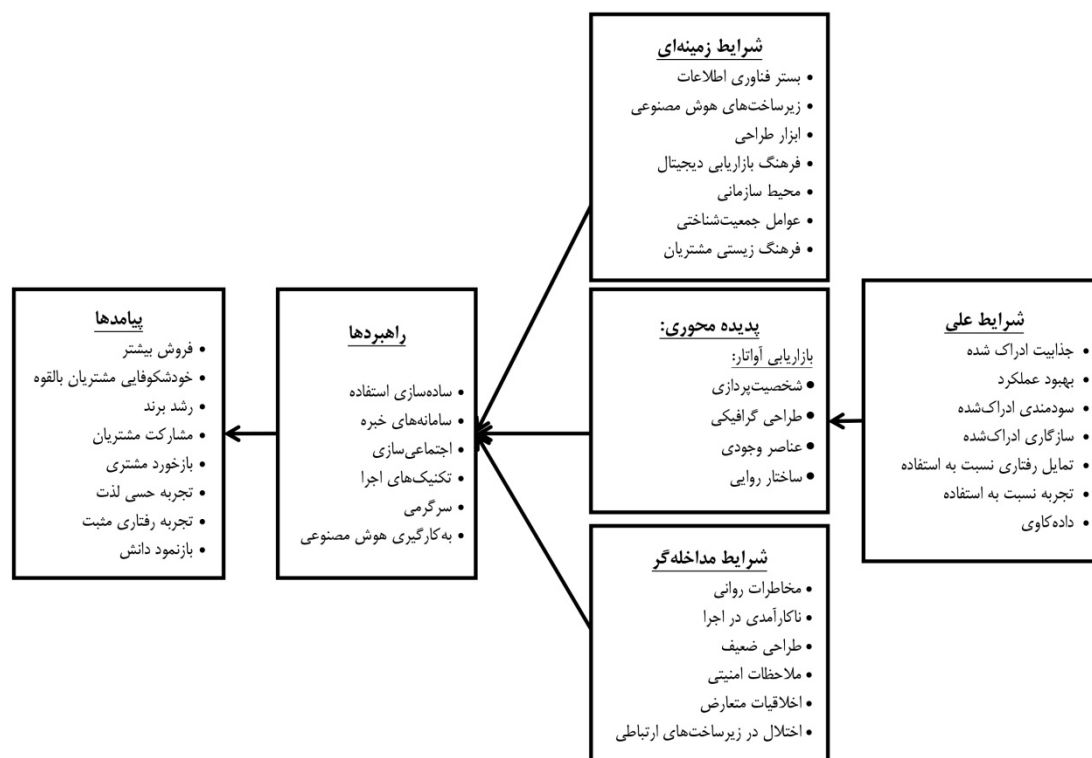 شرایط زمینه‌ای
بستر فناوری اطلاعات
زیرساخت‌های هوش مصنوعی
ابزار طراحی
فرهنگ بازاریابی دیجیتال
محیط سازمانی
عوامل جمعیت‌شناختی
فرهنگ زیستی مشتریان
شرایط علی
جذابیت ادراک شده
بهبود عملکرد
سودمندی ادراک‌شده
سازگاری ادراک‌شده
تمایل رفتاری نسبت به استفاده
تجربه نسبت به استفاده
داده‌کاوی
پدیده محوری:
بازاریابی آواتار:
شخصیت‌پردازی
طراحی گرافیکی
عناصر وجودی
ساختار روایی
راهبردها
ساده‌سازی استفاده
سامانه‌های خبره
اجتماعی‌سازی
تکنیک‌های اجرا
سرگرمی
به‌کارگیری هوش مصنوعی
پیامدها
فروش بیشتر
خودشکوفایی مشتریان بالقوه
رشد برند
مشارکت مشتریان
بازخورد مشتری
تجربه حسی لذت
تجربه رفتاری مثبت
بازنمود دانش
شرایط مداخله‌گر
مخاطرات روانی
ناکارآمدی در اجرا
طراحی ضعیف
ملاحظات امنیتی
اخلاقیات متعارض
اختلال در زیرساخت‌های ارتباطی